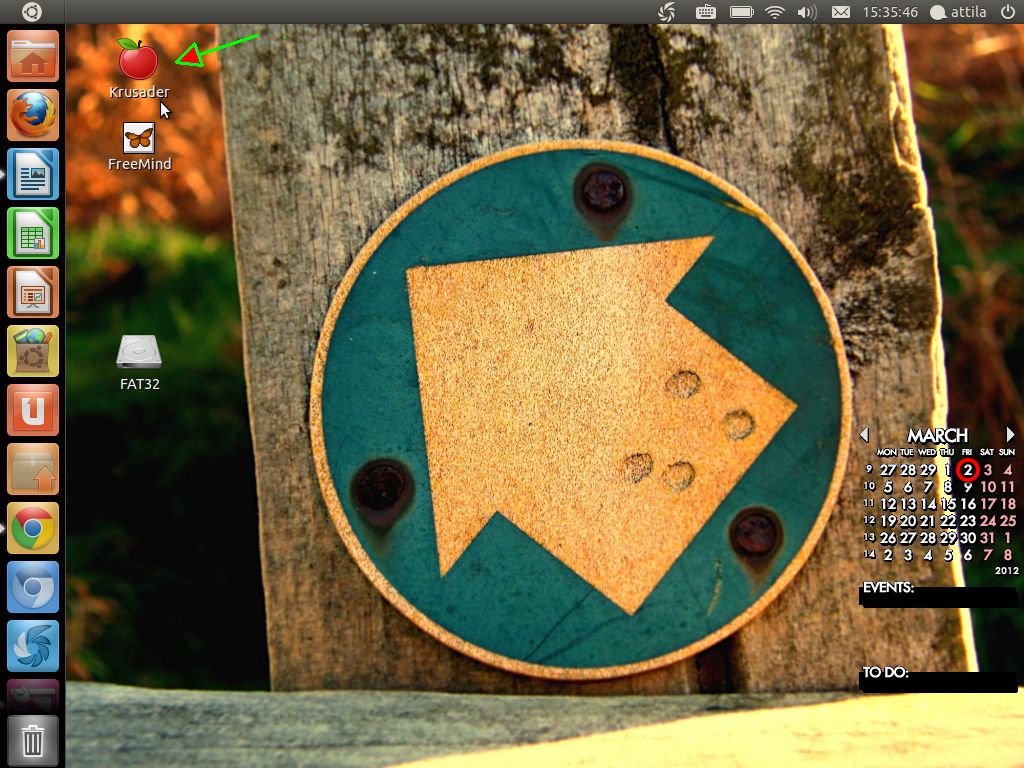 15:35:46 attila
Krusader
FreeMind
FAT32
U
MARCH
MON TUE WED THU FRI SAT SUN
9 27 28 29 1 2 3 4
10 5 6 7 8 9 10 11
11 12 13 14 15 16 17 18
12 19 20 21 22 23 24 25
13 26 27 28 29 30 31 1
14 2 3 4 5 6 7 8
2012
EVENTS:
TO DO: